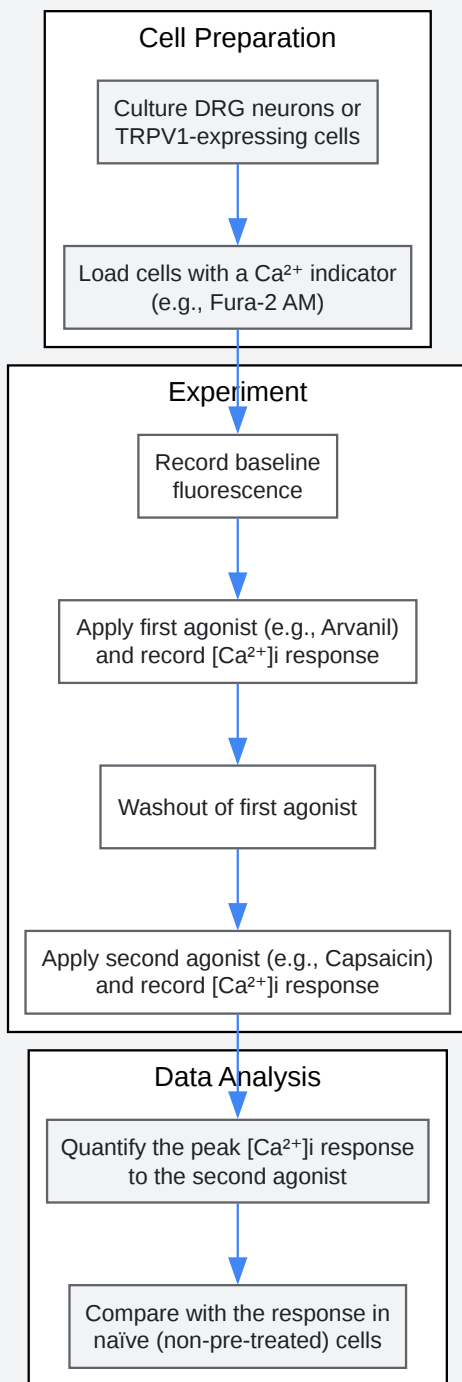 Cell Preparation
Culture DRG neurons or
TRPV1-expressing cells
Load cells with a Ca²⁺ indicator
(e.g., Fura-2 AM)
Experiment
Record baseline
fluorescence
Apply first agonist (e.g., Arvanil)
and record [Ca²⁺]i response
Washout of first agonist
Apply second agonist (e.g., Capsaicin)
and record [Ca²⁺]i response
Data Analysis
Quantify the peak [Ca²⁺]i response
to the second agonist
Compare with the response in
naïve (non-pre-treated) cells